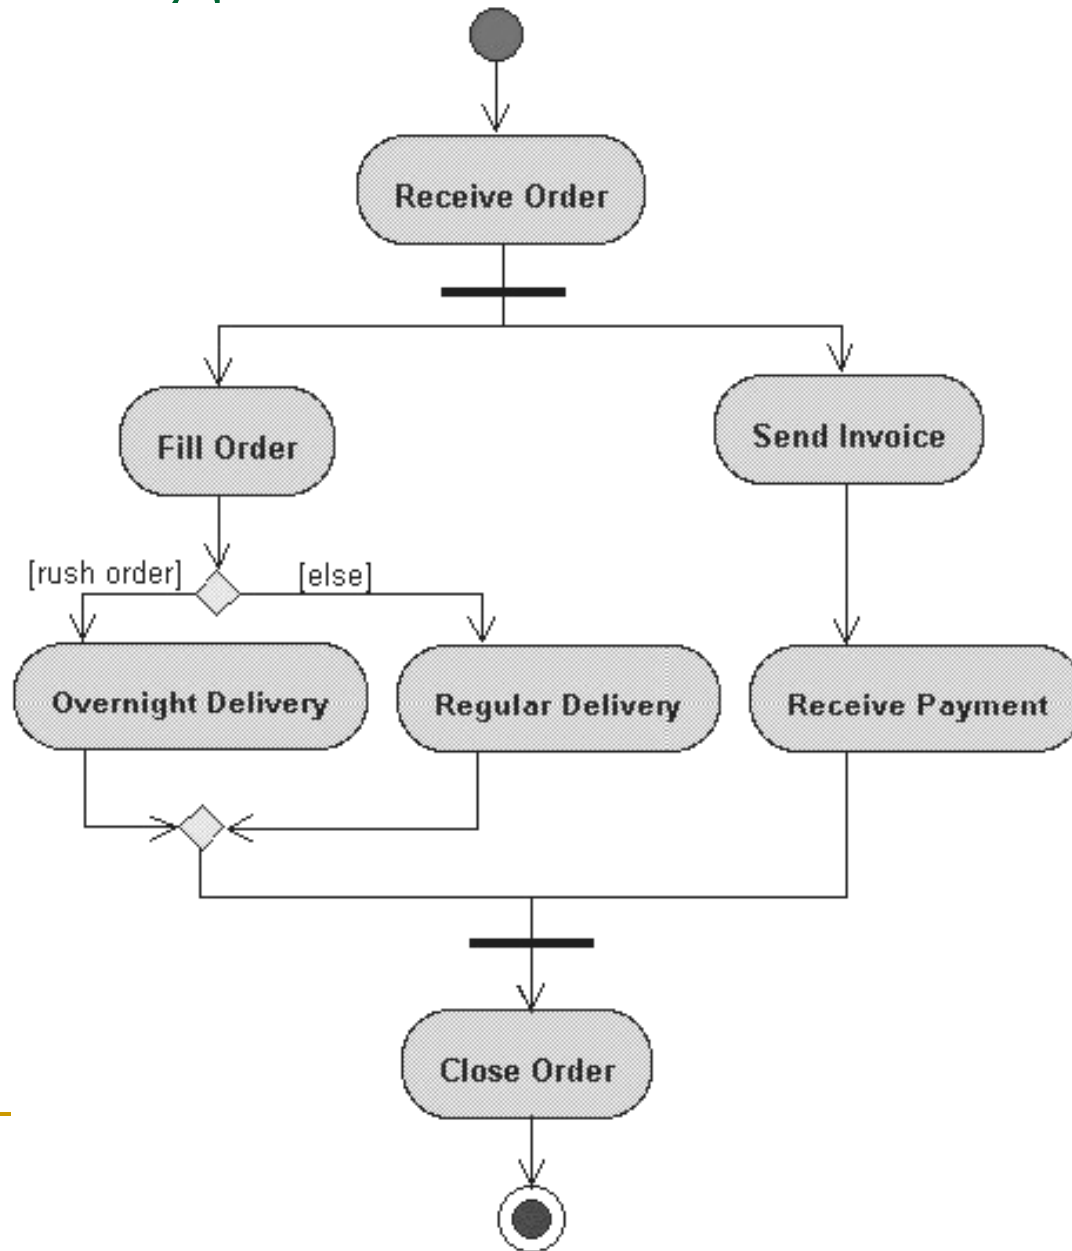 Receive Order
Fill Order
Send Invoice
[rush order]
[else]
Overnight Delivery
Regular Delivery
Receive Payment
Close Order